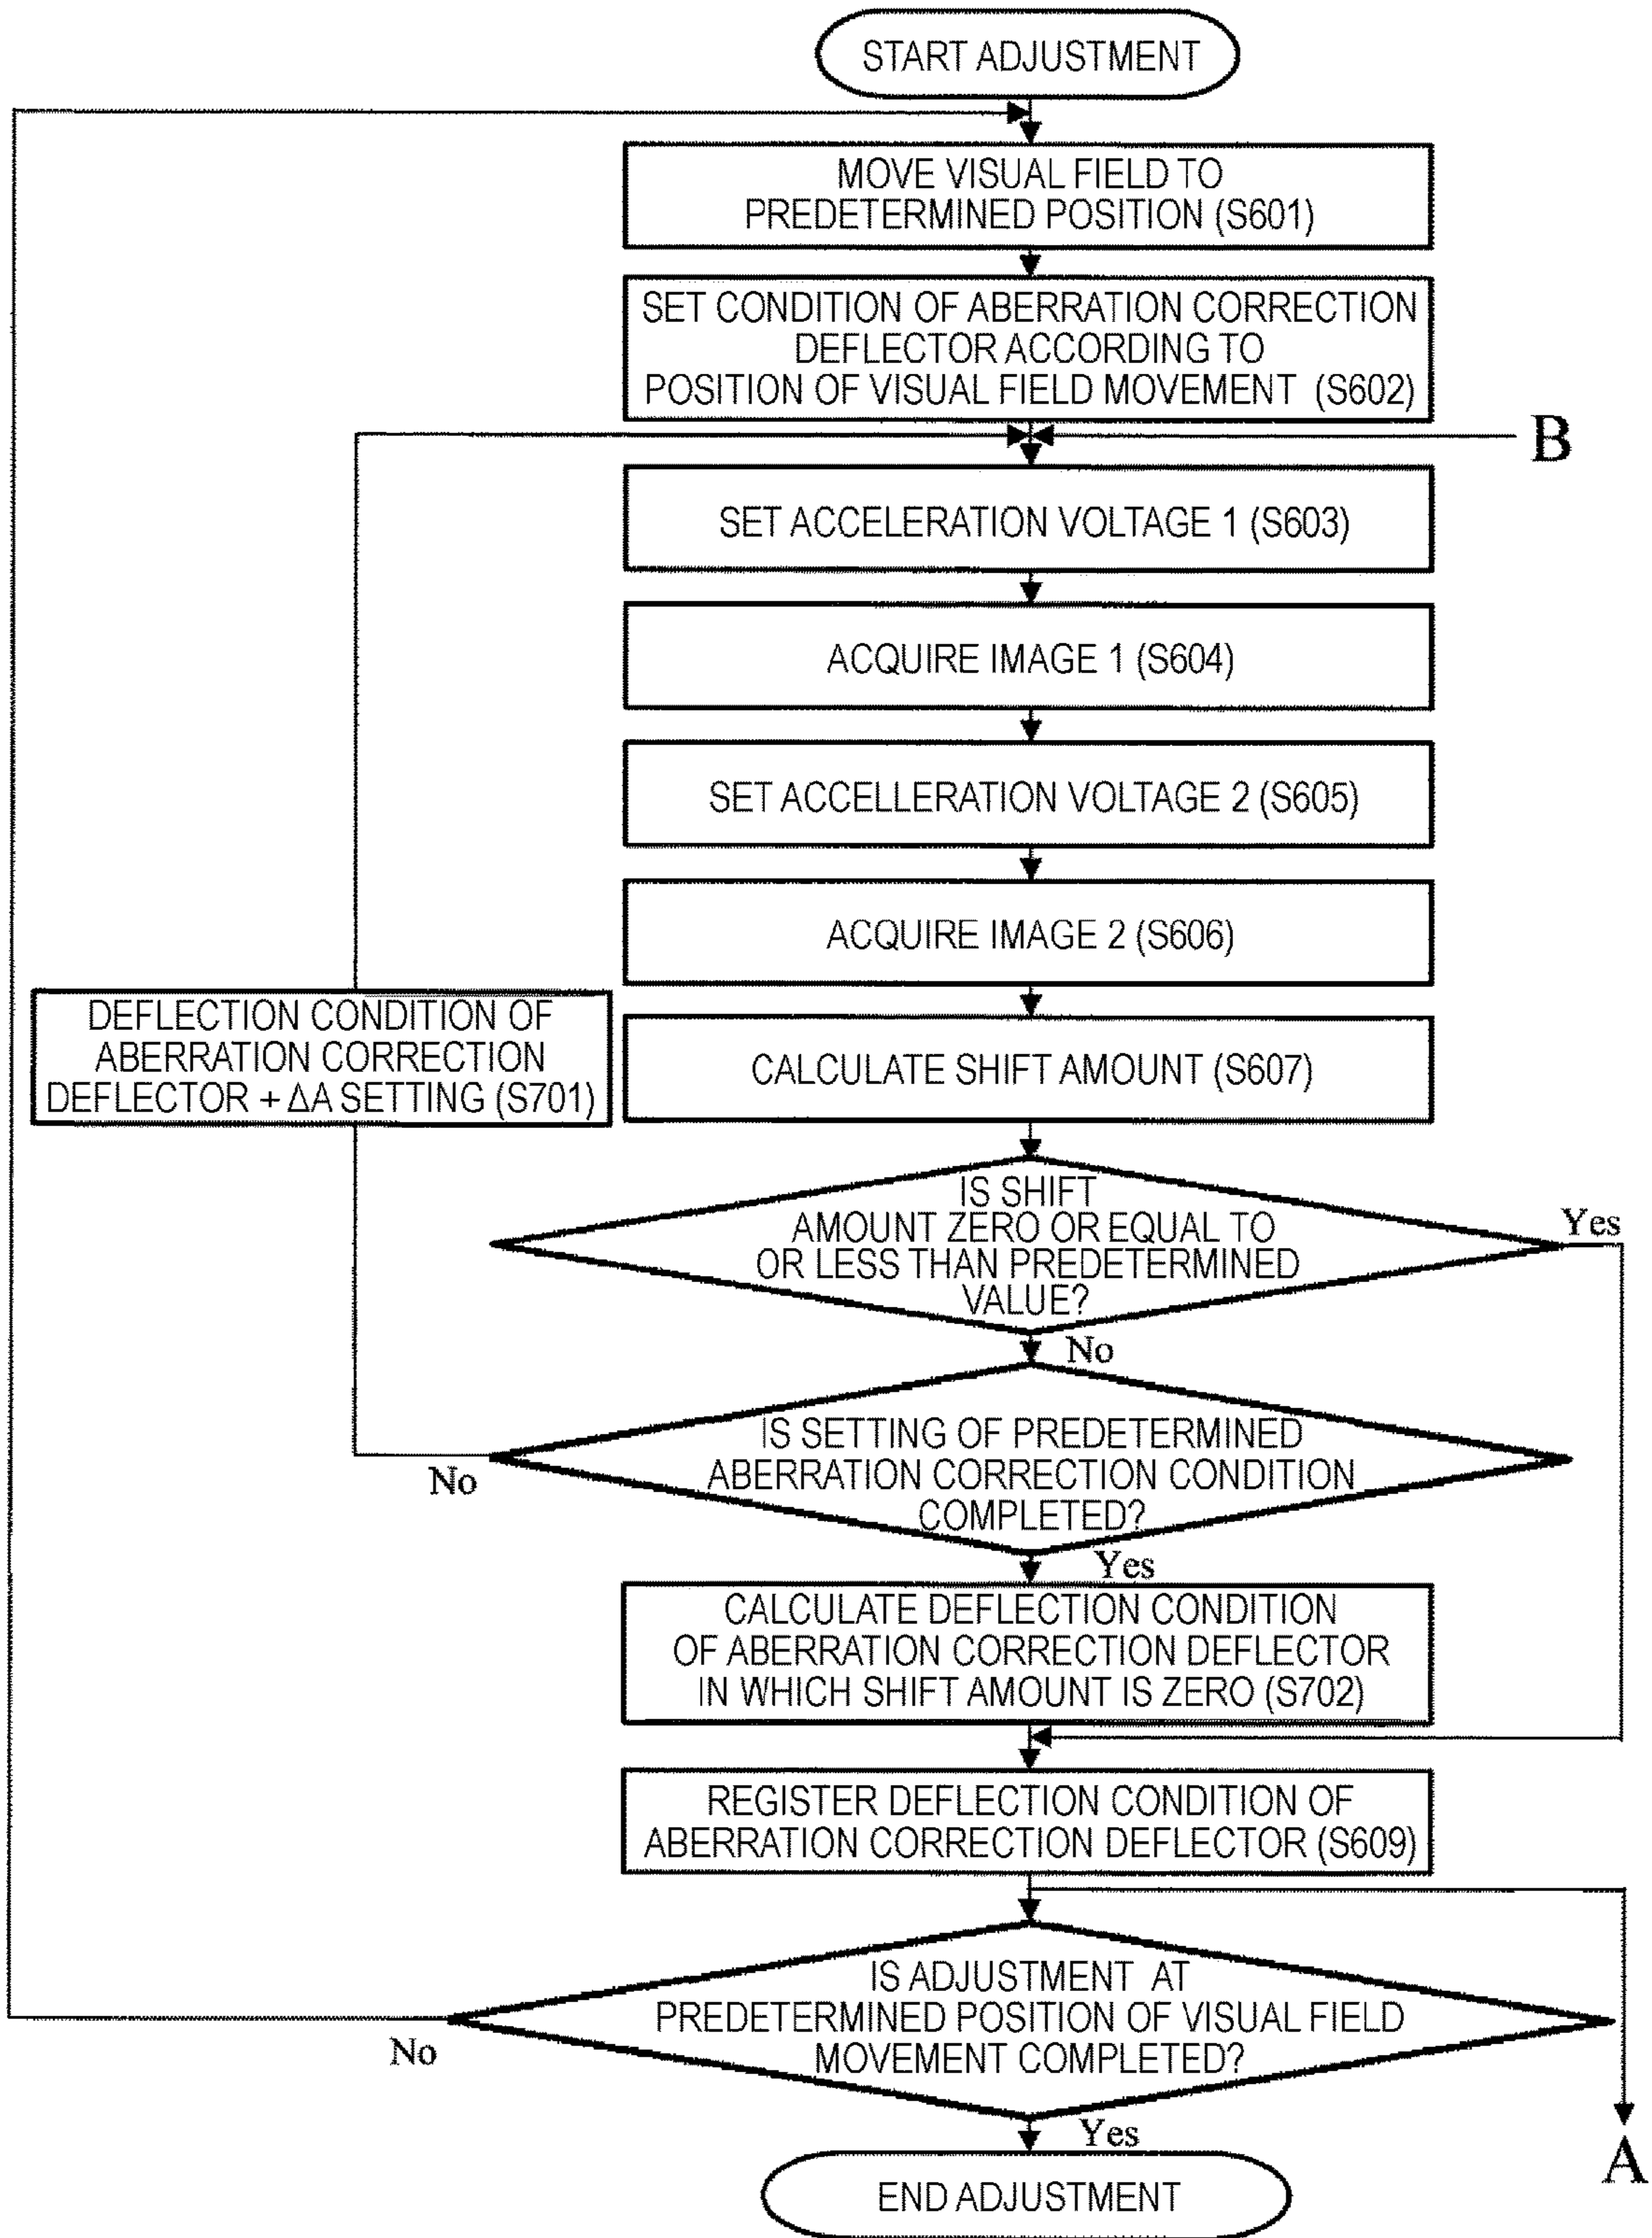 START ADJUSTMENT
MOVE VISUAL FIELD TO
PREDETERMINED POSITION (S601)
SET CONDITION OF ABERRATION CORRECTION
DEFLECTOR ACCORDING TO
POSITION OF VISUAL FIELD MOVEMENT (S602)
B
SET ACCELERATION VOLTAGE 1 (S603)
ACQUIRE IMAGE 1 (S604)
SET ACCELLERATION VOLTAGE 2 (S605)
ACQUIRE IMAGE 2 (S606)
DEFLECTION CONDITION OF
ABERRATION CORRECTION
DEFLECTOR + ΔA SETTING (S701)
CALCULATE SHIFT AMOUNT (S607)
IS SHIFT
AMOUNT ZERO OR EQUAL TO
OR LESS THAN PREDETERMINED
VALUE?
Yes
No
IS SETTING OF PREDETERMINED
ABERRATION CORRECTION CONDITION
COMPLETED?
No
Yes
CALCULATE DEFLECTION CONDITION
OF ABERRATION CORRECTION DEFLECTOR
IN WHICH SHIFT AMOUNT IS ZERO (S702)
REGISTER DEFLECTION CONDITION OF
ABERRATION CORRECTION DEFLECTOR (S609)
IS ADJUSTMENT AT
PREDETERMINED POSITION OF VISUAL FIELD
MOVEMENT COMPLETED?
No
Yes
A
END ADJUSTMENT